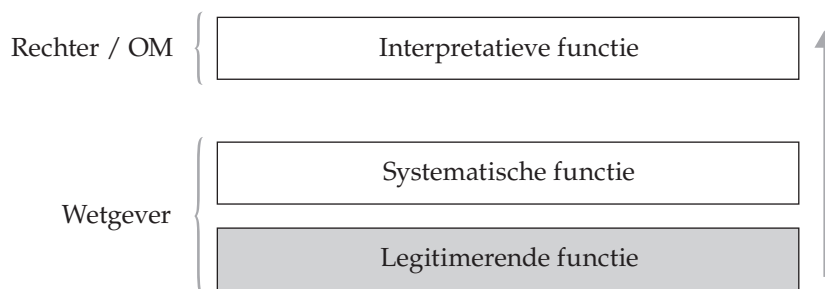 Rechter / OM
Interpretatieve functie
Systematische functie
Wetgever
Legitimerende functie